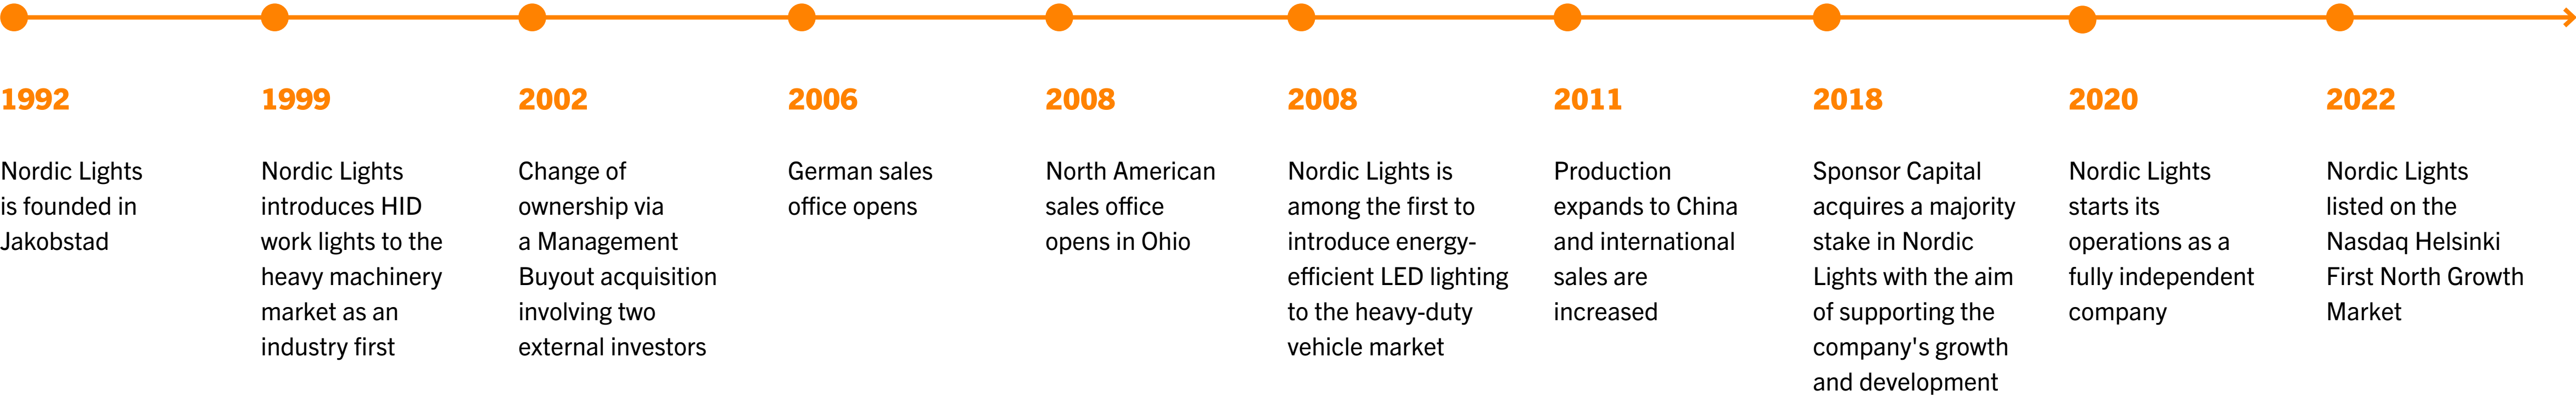 1992
Nordic Lights
is founded in
Jakobstad
1999
Nordic Lights
introduces HID
work lights to the
heavy machinery
market as an
industry first
2002
Change of
ownership via
a Management
Buyout acquisition
involving two
external investors
2006
German sales
office opens
2008
North American
sales office
opens in Ohio
2008
Nordic Lights is
among the first to
introduce energy-
efficient LED lighting
to the heavy-duty
vehicle market
2011
Production
expands to China
and international
sales are
increased
2018
Sponsor Capital
acquires a majority
stake in Nordic
Lights with the aim
of supporting the
company's growth
and development
2020
Nordic Lights
starts its
operations as a
fully independent
company
2022
Nordic Lights
listed on the
Nasdaq Helsinki
First North Growth
Market